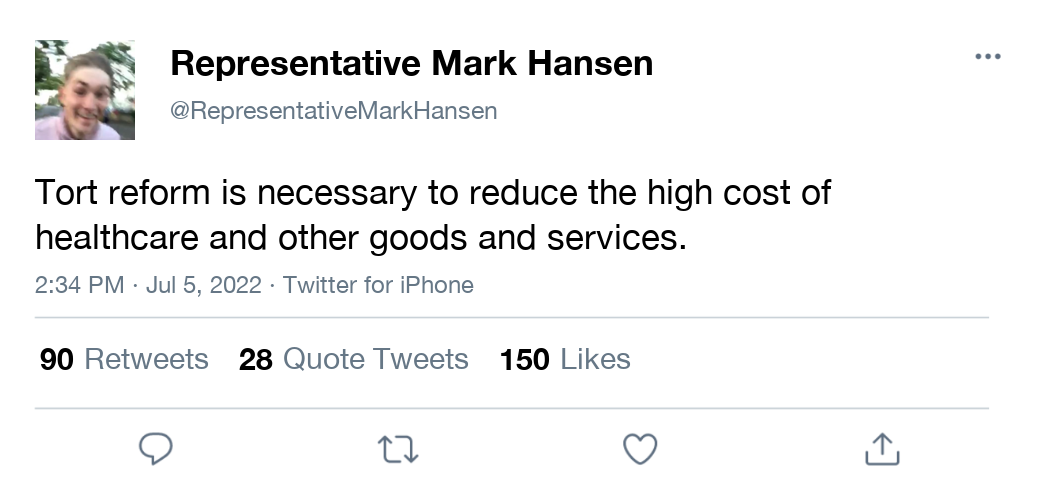 Representative Mark Hansen
@RepresentativeMarkHansen
Tort reform is necessary to reduce the high cost of
healthcare and other goods and services.
2:34 PM · Jul 5, 2022 · Twitter for iPhone
90 Retweets 28 Quote Tweets 150 Likes